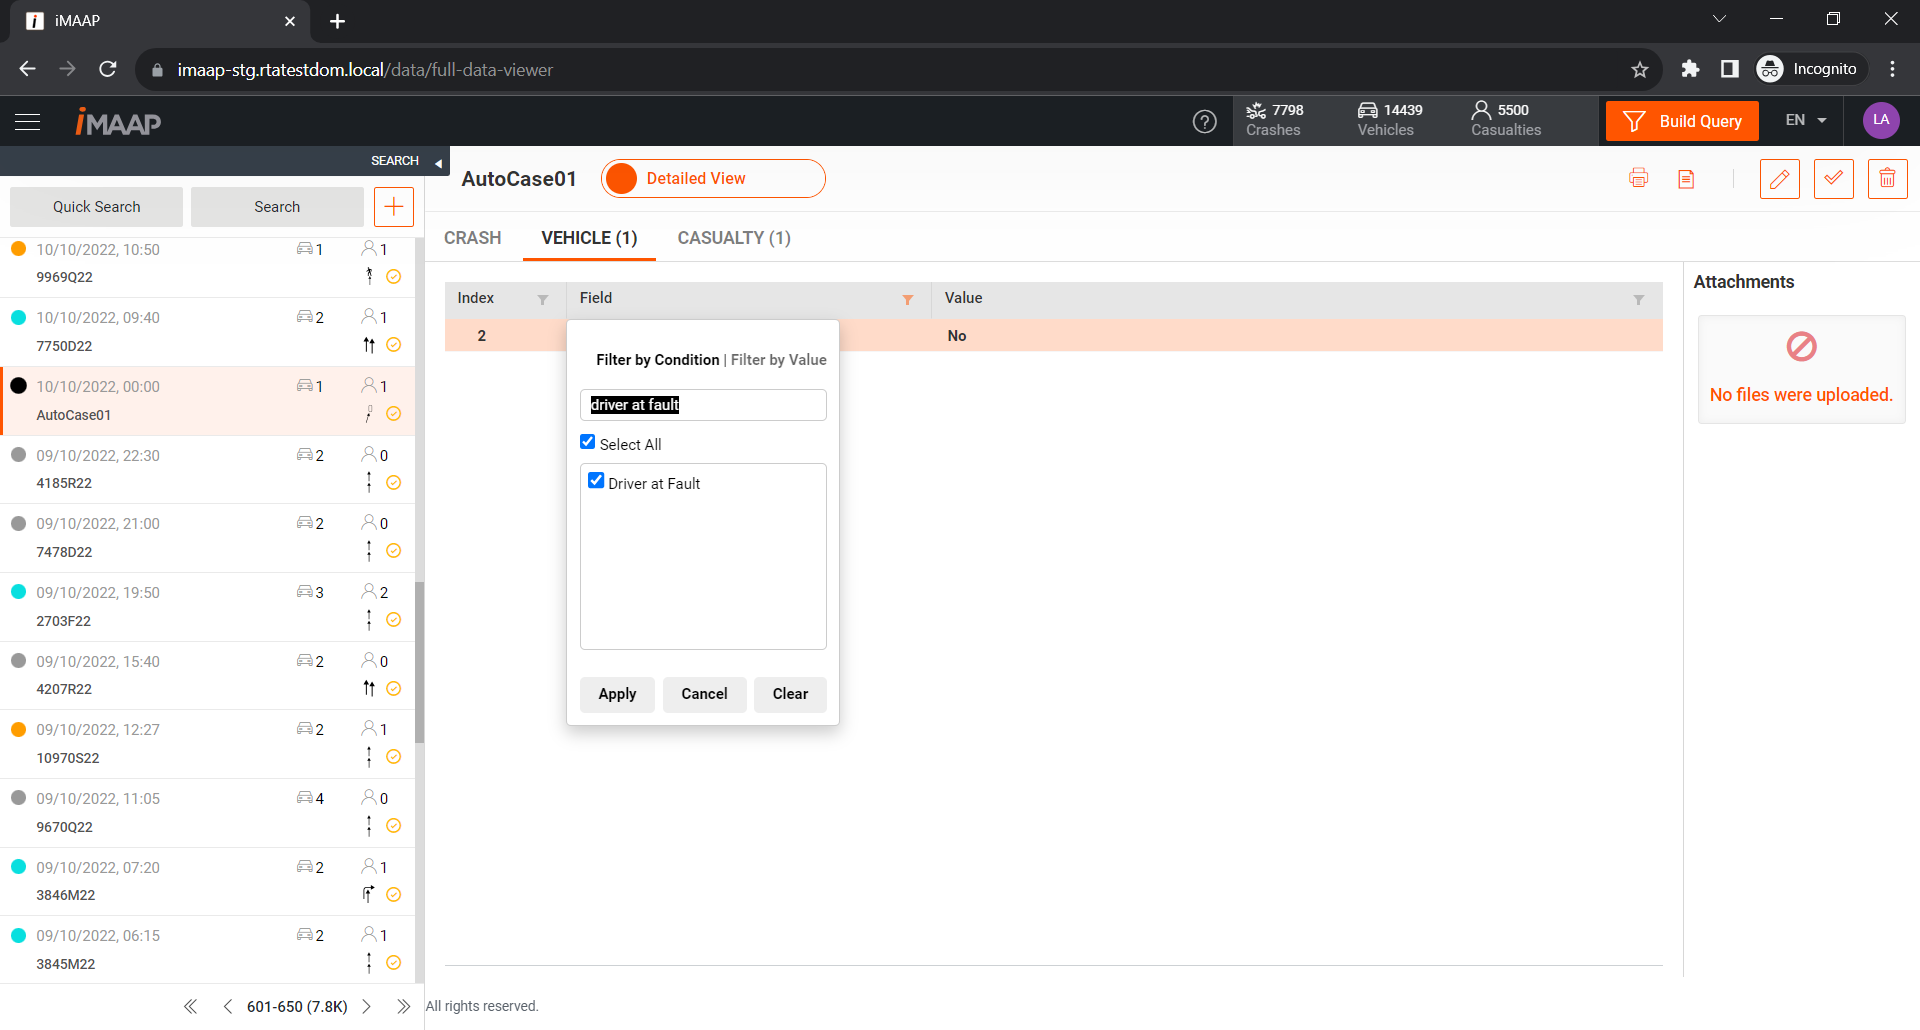 iMAAP
imaap-stg.rtatestdom.local/data/full-data-viewer
Incognito
iMAAP
7798
Crashes
14439
Vehicles
5500
Casualties
Build Query
EN
LA
SEARCH
Quick Search
Search
AutoCase01
Detailed View
CRASH
VEHICLE (1)
CASUALTY (1)
10/10/2022, 10:50 1 1
9969Q22
10/10/2022, 09:40 2 1
7750D22
10/10/2022, 00:00 1 1
AutoCase01
09/10/2022, 22:30 2 0
4185R22
09/10/2022, 21:00 2 0
7478D22
09/10/2022, 19:50 3 2
2703F22
09/10/2022, 15:40 2 0
4207R22
09/10/2022, 12:27 2 1
10970S22
09/10/2022, 11:05 4 0
9670Q22
09/10/2022, 07:20 2 1
3846M22
09/10/2022, 06:15 2 1
3845M22
601-650 (7.8K)
Index Field Value
2 No
Filter by Condition | Filter by Value
driver at fault
Select All
Driver at Fault
Apply Cancel Clear
Attachments
No files were uploaded.
All rights reserved.